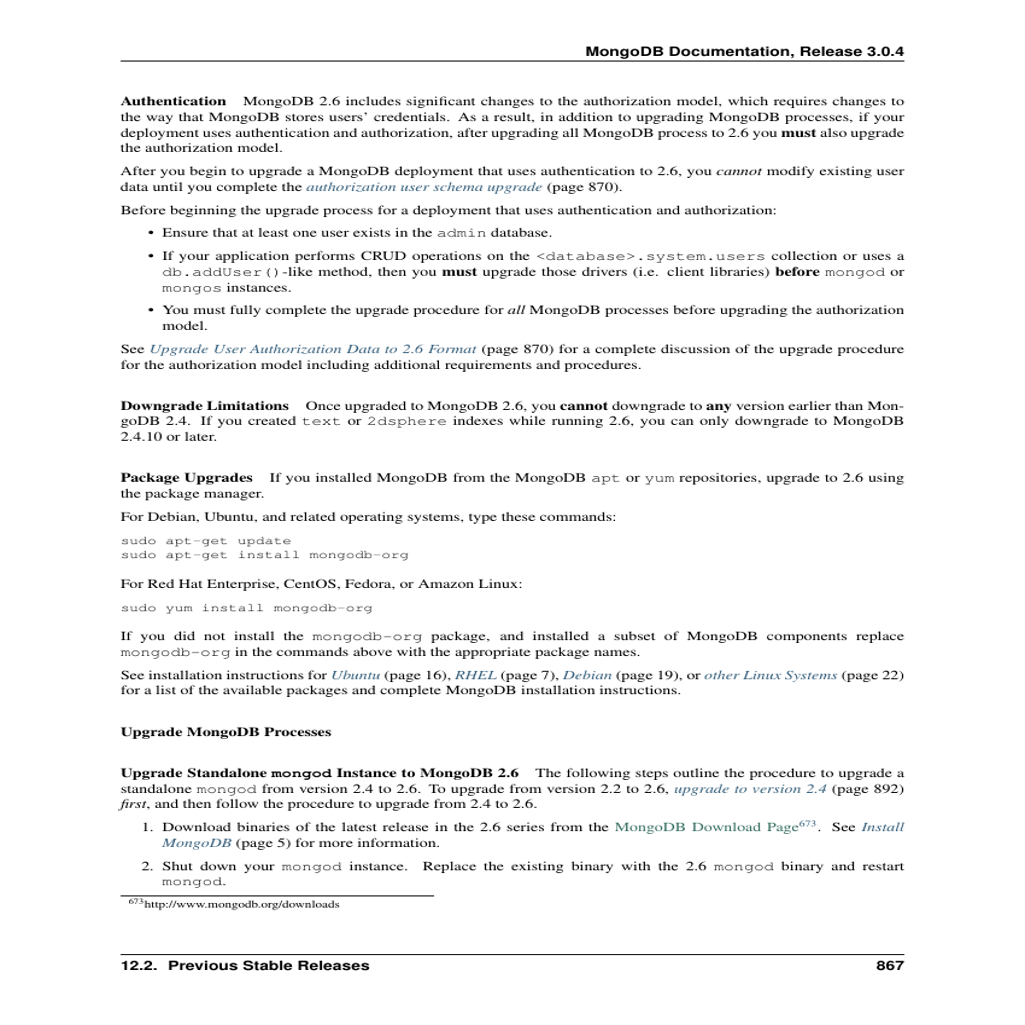 MongoDB Documentation, Release 3.0.4
Authentication MongoDB 2.6 includes significant changes to the authorization model, which requires changes to
the way that MongoDB stores users' credentials. As a result, in addition to upgrading MongoDB processes, if your
deployment uses authentication and authorization, after upgrading all MongoDB process to 2.6 you must also upgrade
the authorization model.
After you begin to upgrade a MongoDB deployment that uses authentication to 2.6, you cannot modify existing user
data until you complete the authorization user schema upgrade (page 870).
Before beginning the upgrade process for a deployment that uses authentication and authorization:
• Ensure that at least one user exists in the admin database.
• If your application performs CRUD operations on the <database>.system.users collection or uses a
db.addUser()-like method, then you must upgrade those drivers (i.e. client libraries) before mongod or
mongos instances.
• You must fully complete the upgrade procedure for all MongoDB processes before upgrading the authorization
model.
See Upgrade User Authorization Data to 2.6 Format (page 870) for a complete discussion of the upgrade procedure
for the authorization model including additional requirements and procedures.
Downgrade Limitations Once upgraded to MongoDB 2.6, you cannot downgrade to any version earlier than Mon-
goDB 2.4. If you created text or 2dsphere indexes while running 2.6, you can only downgrade to MongoDB
2.4.10 or later.
Package Upgrades If you installed MongoDB from the MongoDB apt or yum repositories, upgrade to 2.6 using
the package manager.
For Debian, Ubuntu, and related operating systems, type these commands:
sudo apt-get update
sudo apt-get install mongodb-org
For Red Hat Enterprise, CentOS, Fedora, or Amazon Linux:
sudo yum install mongodb-org
If you did not install the mongodb-org package, and installed a subset of MongoDB components replace
mongodb-org in the commands above with the appropriate package names.
See installation instructions for Ubuntu (page 16), RHEL (page 7), Debian (page 19), or other Linux Systems (page 22)
for a list of the available packages and complete MongoDB installation instructions.
Upgrade MongoDB Processes
Upgrade Standalone mongod Instance to MongoDB 2.6 The following steps outline the procedure to upgrade a
standalone mongod from version 2.4 to 2.6. To upgrade from version 2.2 to 2.6, upgrade to version 2.4 (page 892)
first, and then follow the procedure to upgrade from 2.4 to 2.6.
1. Download binaries of the latest release in the 2.6 series from the MongoDB Download Page673. See Install
MongoDB (page 5) for more information.
2. Shut down your mongod instance. Replace the existing binary with the 2.6 mongod binary and restart
mongod.
673http://www.mongodb.org/downloads
12.2. Previous Stable Releases 867